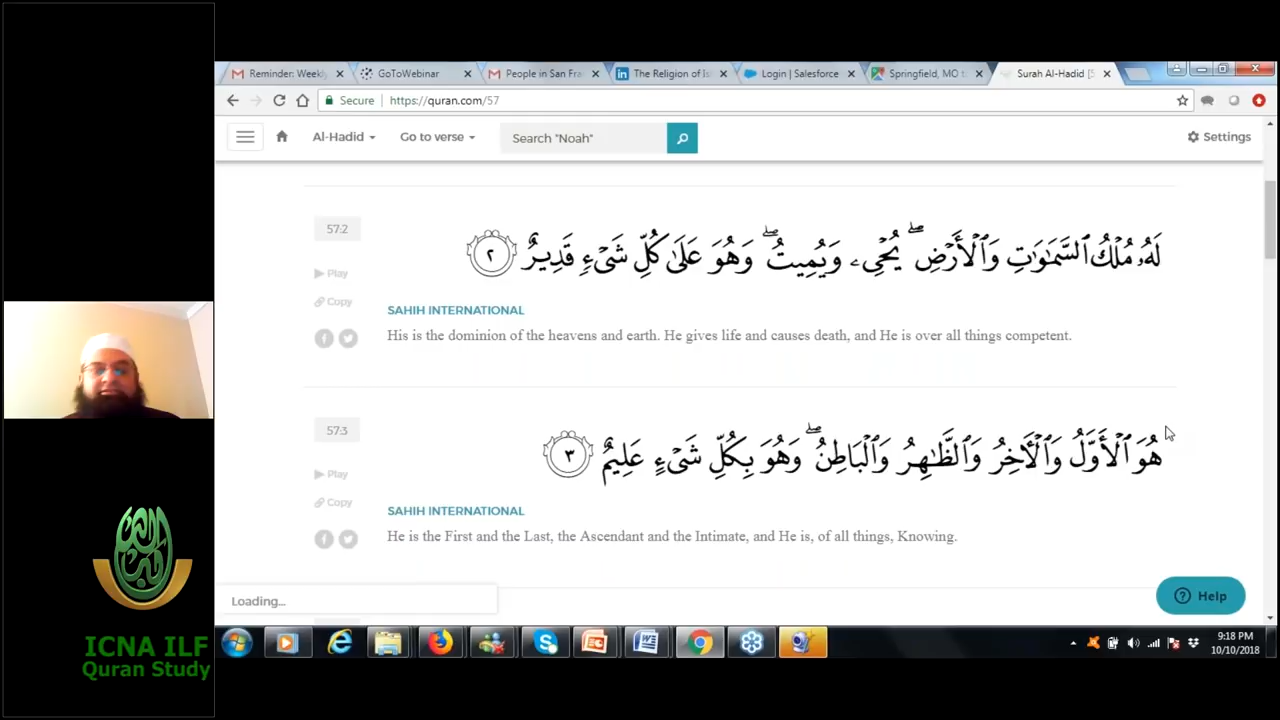 Reminder: Weekly
GoToWebinar
People in San Fra
The Religion of Is
Login | Salesforce
Springfield, MO t
Surah Al-Hadid [5
Secure | https://quran.com/57
Al-Hadid
Go to verse
Search "Noah"
Settings
57:2
لَهُۥ مُلْكُ ٱلسَّمَٰوَٰتِ وَٱلْأَرْضِ ۖ يُحْىِۦ وَيُمِيتُ ۖ وَهُوَ عَلَىٰ كُلِّ شَىْءٍ قَدِيرٌ ٢
Play
Copy
SAHIH INTERNATIONAL
His is the dominion of the heavens and earth. He gives life and causes death, and He is over all things competent.
57:3
هُوَ ٱلْأَوَّلُ وَٱلْءَاخِرُ وَٱلظَّٰهِرُ وَٱلْبَاطِنُ ۖ وَهُوَ بِكُلِّ شَىْءٍ عَلِيمٌ ٣
Play
Copy
SAHIH INTERNATIONAL
He is the First and the Last, the Ascendant and the Intimate, and He is, of all things, Knowing.
Loading...
Help
ICNA ILF
Quran Study
9:18 PM
10/10/2018